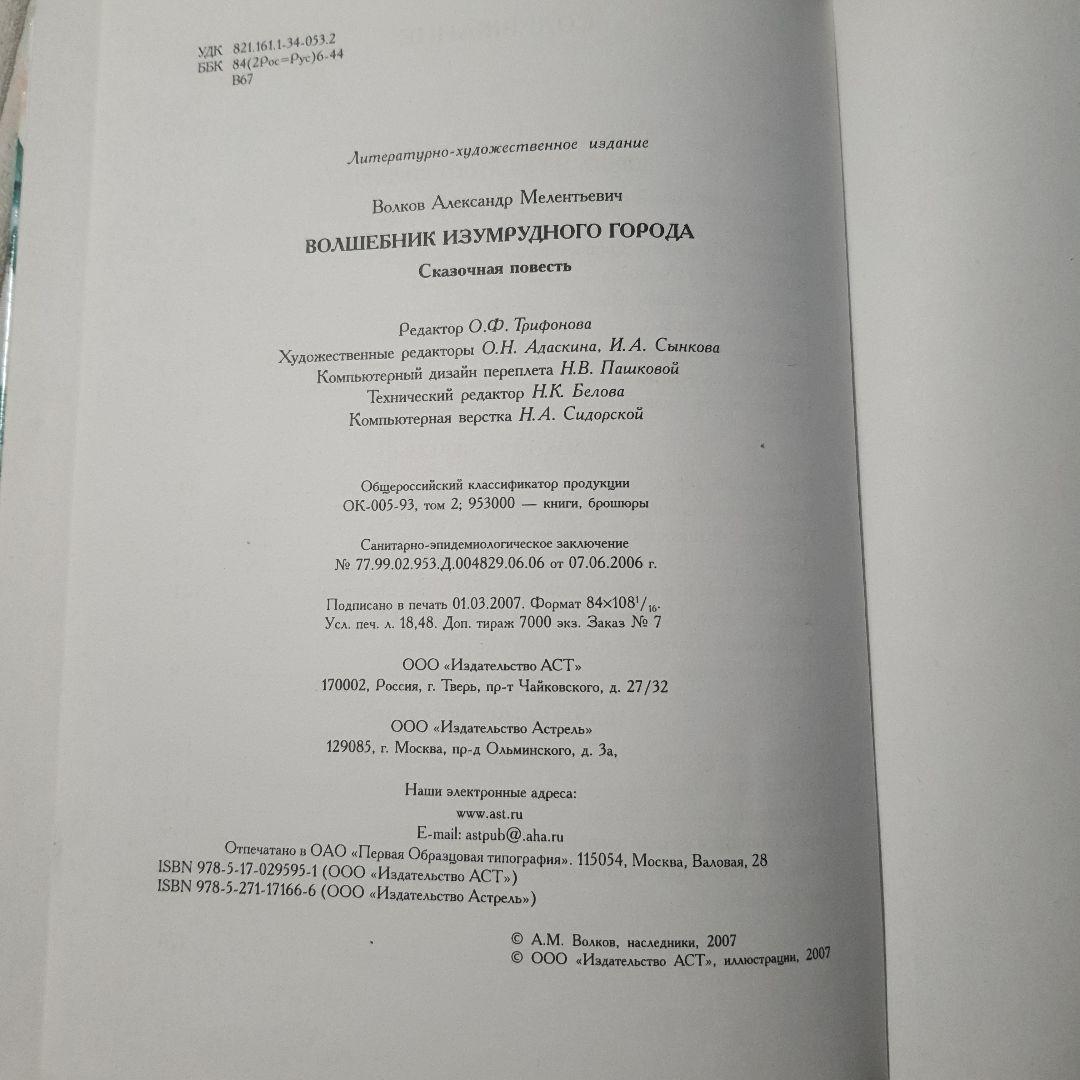 УДК 821.161.1-34-053.2
ББК 84(2Рос=Рус)6-44
В67
Литературно-художественное издание
Волков Александр Мелентьевич
ВОЛШЕБНИК ИЗУМРУДНОГО ГОРОДА
Сказочная повесть
Редактор О.Ф. Трифонова
Художественные редакторы О.Н. Адаскина, И.А. Сынкова
Компьютерный дизайн переплета Н.В. Пашковой
Технический редактор Н.К. Белова
Компьютерная верстка Н.А. Сидорской
Общероссийский классификатор продукции
ОК-005-93, том 2; 953000 — книги, брошюры
Санитарно-эпидемиологическое заключение
№ 77.99.02.953.Д.004829.06.06 от 07.06.2006 г.
Подписано в печать 01.03.2007. Формат 84×108¹/₁₆.
Усл. печ. л. 18,48. Доп. тираж 7000 экз. Заказ № 7
ООО «Издательство АСТ»
170002, Россия, г. Тверь, пр-т Чайковского, д. 27/32
ООО «Издательство Астрель»
129085, г. Москва, пр-д Ольминского, д. 3а,
Наши электронные адреса:
www.ast.ru
E-mail: astpub@.aha.ru
Отпечатано в ОАО «Первая Образцовая типография». 115054, Москва, Валовая, 28
ISBN 978-5-17-029595-1 (ООО «Издательство АСТ»)
ISBN 978-5-271-17166-6 (ООО «Издательство Астрель»)
© А.М. Волков, наследники, 2007
© ООО «Издательство АСТ», иллюстрации, 2007